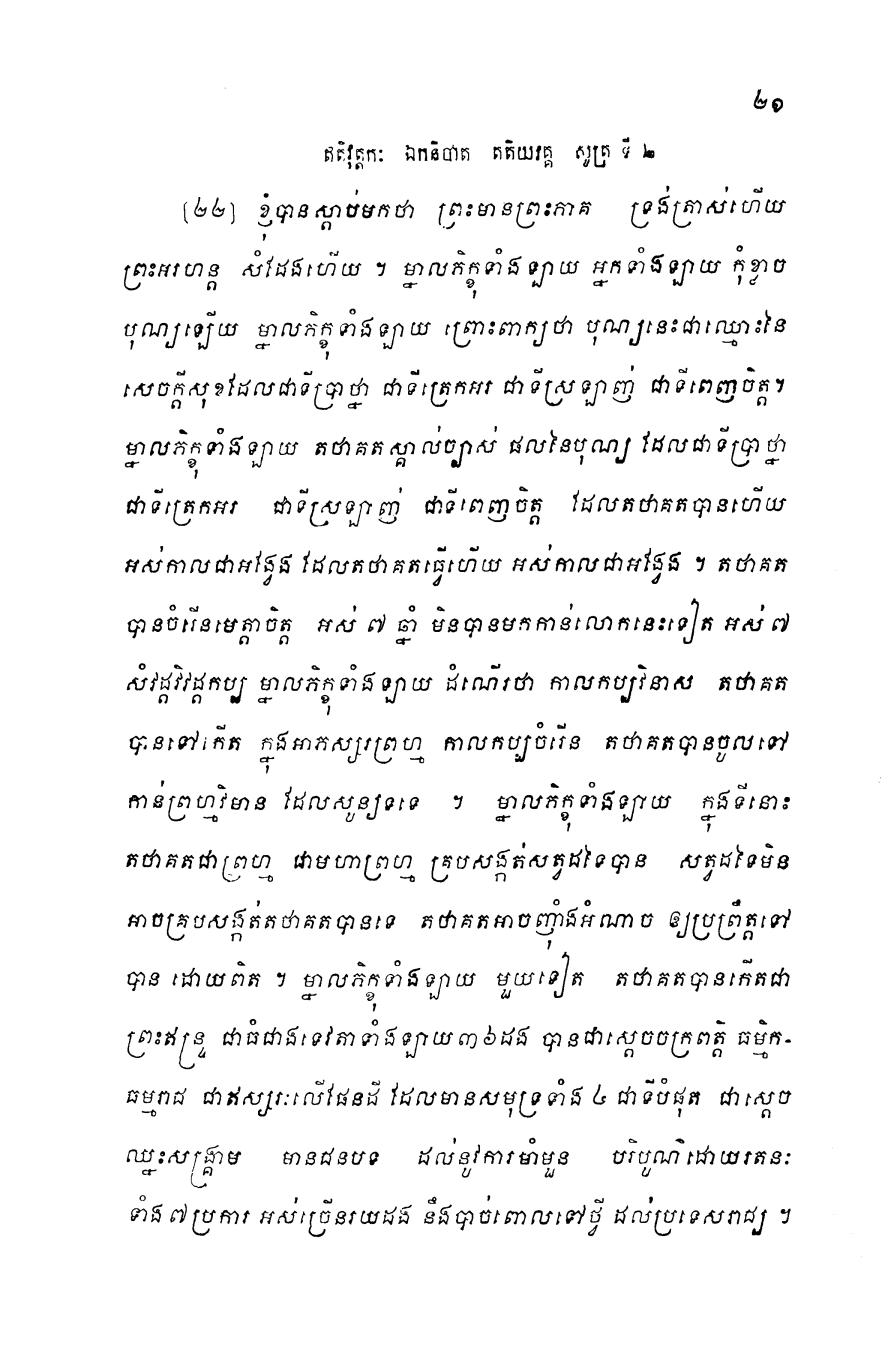 ២១
ឥតិវុត្តកៈ ឯកនិបាត តតិយវគ្គ សូត្រ ទី ២
(២២) ខ្ញុំបានស្តាប់មកថា ព្រះមានព្រះភាគ ទ្រង់ត្រាស់ហើយ
ព្រះអរហន្ត សំដែងហើយ ។ ម្នាលភិក្ខុទាំងឡាយ អ្នកទាំងឡាយ កុំខ្លាច
បុណ្យឡើយ ម្នាលភិក្ខុទាំងឡាយ ព្រោះពាក្យថា បុណ្យនេះជាឈ្មោះនៃ
សេចក្តីសុខដែលជាទីប្រាថ្នា ជាទីត្រេកអរ ជាទីស្រឡាញ់ ជាទីពេញចិត្ត។
ម្នាលភិក្ខុទាំងឡាយ តថាគតស្គាល់ច្បាស់ ផលនៃបុណ្យ ដែលជាទីប្រាថ្នា
ជាទីត្រេកអរ ជាទីស្រឡាញ់ ជាទីពេញចិត្ត ដែលតថាគតបានហើយ
អស់កាលជាអង្វែង ដែលតថាគតធ្វើហើយ អស់កាលជាអង្វែង ។ តថាគត
បានចំរើនមេត្តាចិត្ត អស់ ៧ ឆ្នាំ មិនបានមកកាន់លោកនេះទៀត អស់ ៧
សំវដ្តវិវដ្តកប្ប ម្នាលភិក្ខុទាំងឡាយ ដំណើរថា កាលកប្បវិនាស តថាគត
បានទៅកើត ក្នុងអាភស្សរព្រហ្ម កាលកប្បចំរើន តថាគតបានចូលទៅ
កាន់ព្រហ្មវិមាន ដែលសូន្យទទេ ។ ម្នាលភិក្ខុទាំងឡាយ ក្នុងទីនោះ
តថាគតជាព្រហ្ម ជាមហាព្រហ្ម គ្របសង្កត់សត្វដទៃបាន សត្វដទៃមិន
អាចគ្របសង្កត់តថាគតបានទេ តថាគតអាចញ៉ាំងអំណាច ឲ្យប្រព្រឹត្តទៅ
បាន ដោយពិត ។ ម្នាលភិក្ខុទាំងឡាយ មួយទៀត តថាគតបានកើតជា
ព្រះឥន្ទ្រ ជាធំជាងទេវតាទាំងឡាយ៣៦ដង បានជាស្តេចចក្រពត្តិ ធម្មិក-
ធម្មរាជ ជាឥស្សរៈលើផែនដី ដែលមានសមុទ្រទាំង ៤ ជាទីបំផុត ជាស្តេច
ឈ្នះសង្គ្រាម មានជនបទ ដល់នូវការមាំមួន បរិបូណ៌ដោយរតនៈ
ទាំង៧ប្រការ អស់ច្រើនរយដង នឹងបាច់ពោលទៅថ្វី ដល់ប្រទេសរាជ្យ ។